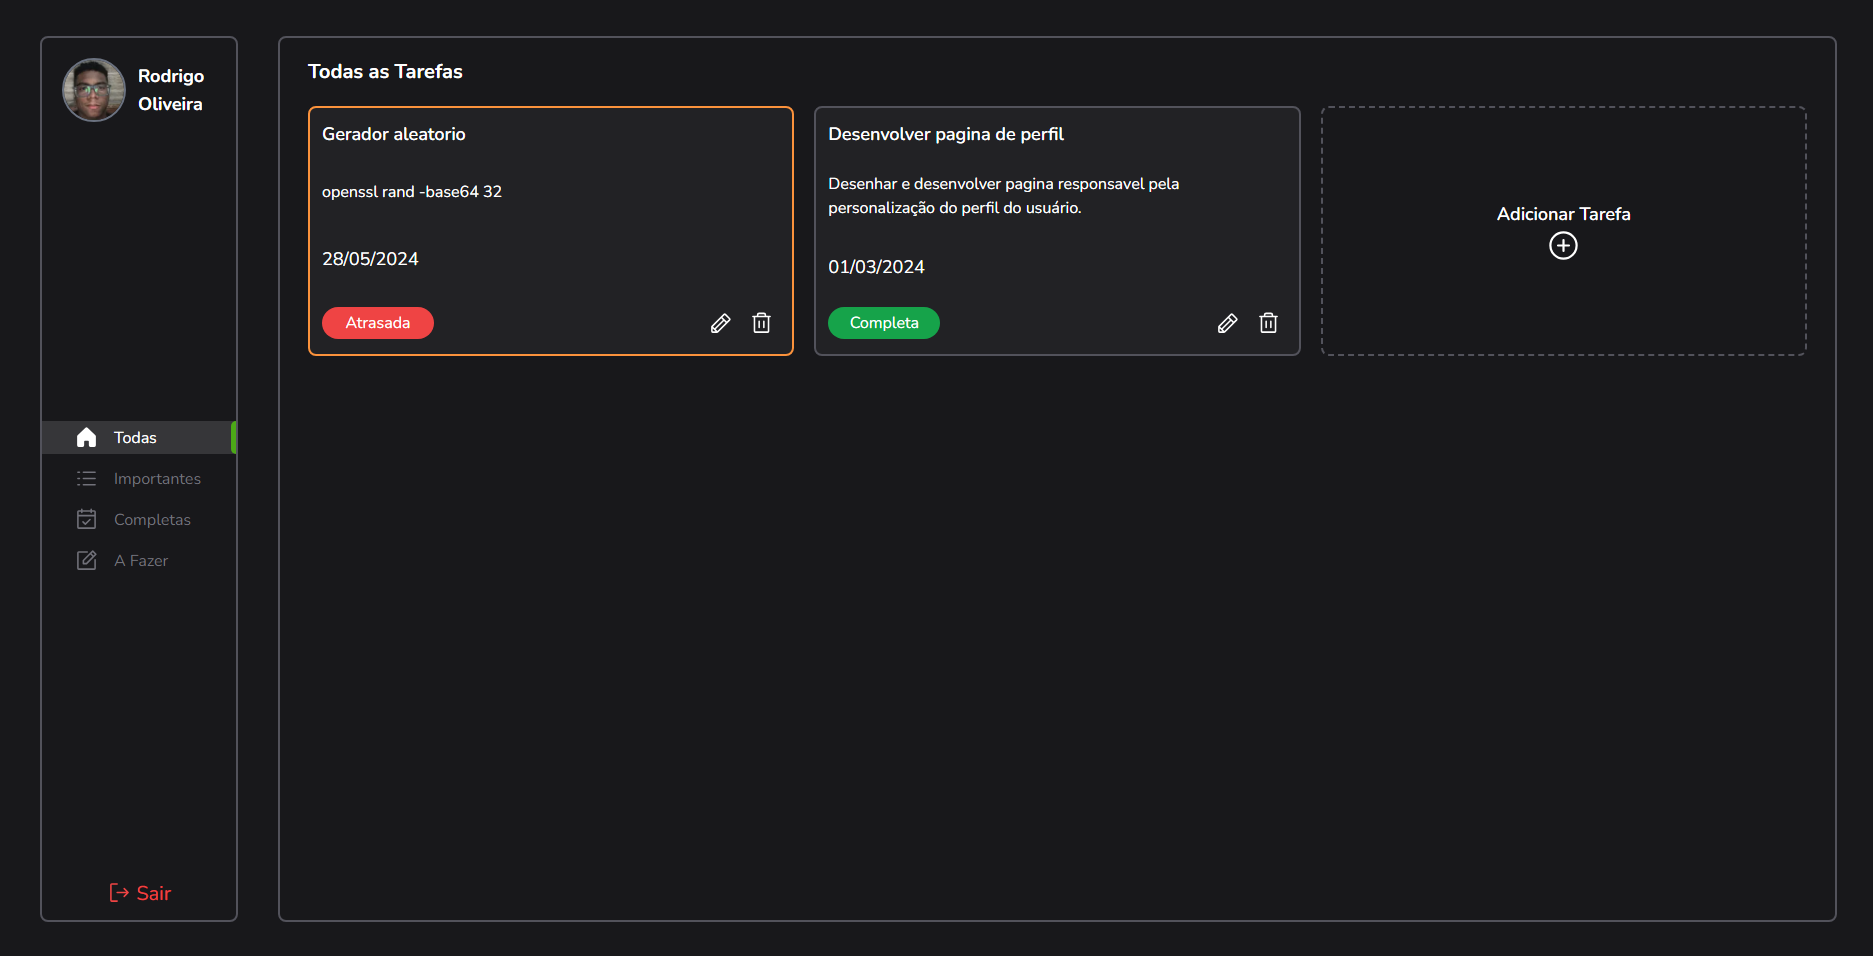 Rodrigo
Oliveira
Todas
Importantes
Completas
A Fazer
Sair
Todas as Tarefas
Gerador aleatorio
openssl rand -base64 32
28/05/2024
Atrasada
Desenvolver pagina de perfil
Desenhar e desenvolver pagina responsavel pela
personalização do perfil do usuário.
01/03/2024
Completa
Adicionar Tarefa